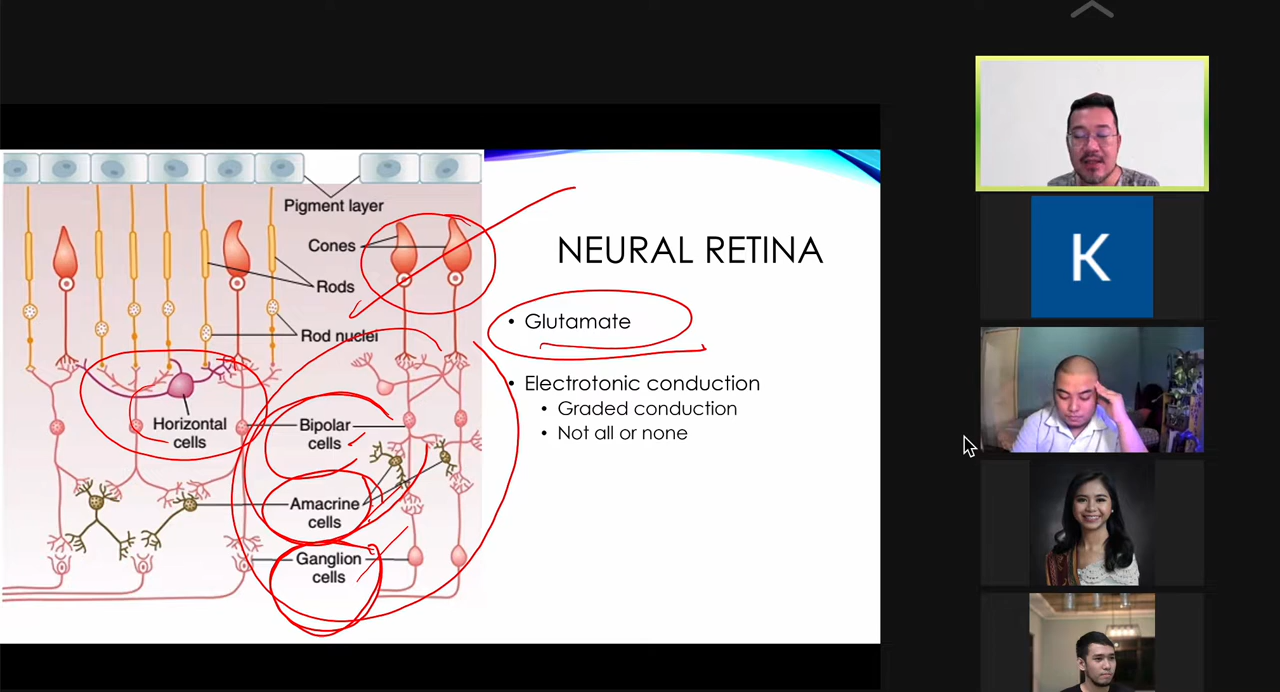 Pigment layer
Cones
Rods
Rod nuclei
Horizontal
cells
Bipolar
cells
Amacrine
cells
Ganglion
cells
NEURAL RETINA
• Glutamate
• Electrotonic conduction
• Graded conduction
• Not all or none
K